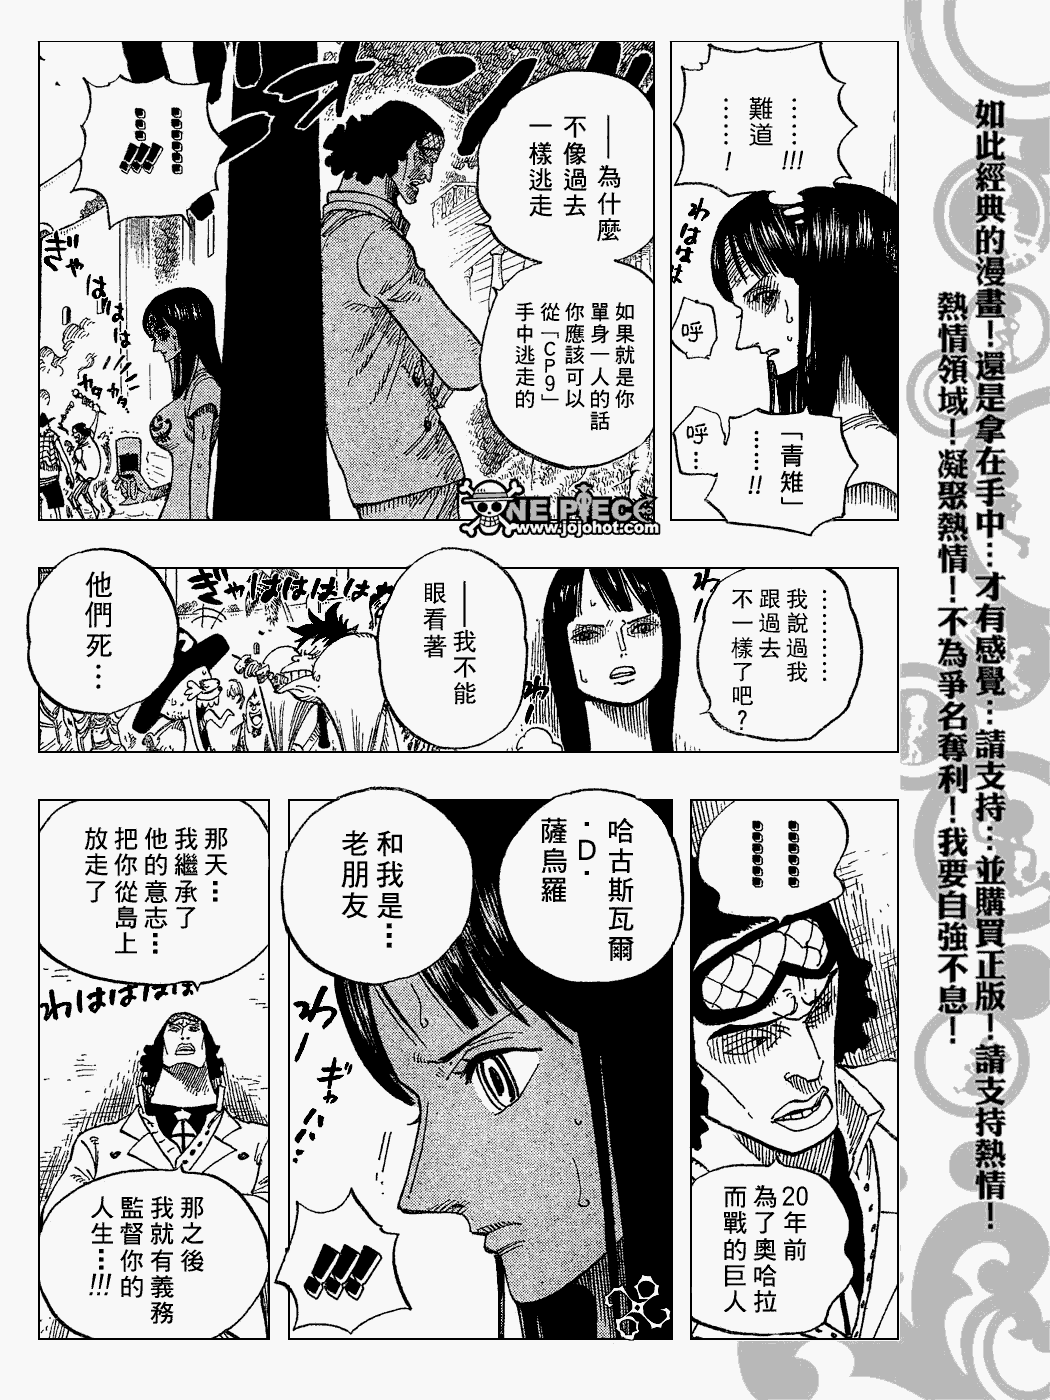 ………!!!
難道
……！
わははは
呼
呼…
「青雉」
……!!
──為什麼
不像過去
一樣逃走
如果就是你
單身一人的話
你應該可以
從「CP9」
手中逃走的
!!!
ぎゃはははは
ONE PIECE
www.jojohot.com
…………
我說過我
跟過去
不一樣了吧？
わ
──我不能
眼看著
ぎゃはははは
他們死…
…………
20年前
為了奧哈拉
而戰的巨人
哈古斯瓦爾
・D・
薩烏羅
和我是…
老朋友
わー
ギャ
!!!
那天…
我繼承了
他的意志…
把你從島上
放走了
わはははは
那之後
我就有義務
監督你的
人生…!!!
如此經典的漫畫！還是拿在手中…才有感覺…請支持…並購買正版！請支持熱情！
熱情領域！凝聚熱情！不為爭名奪利！我要自強不息！